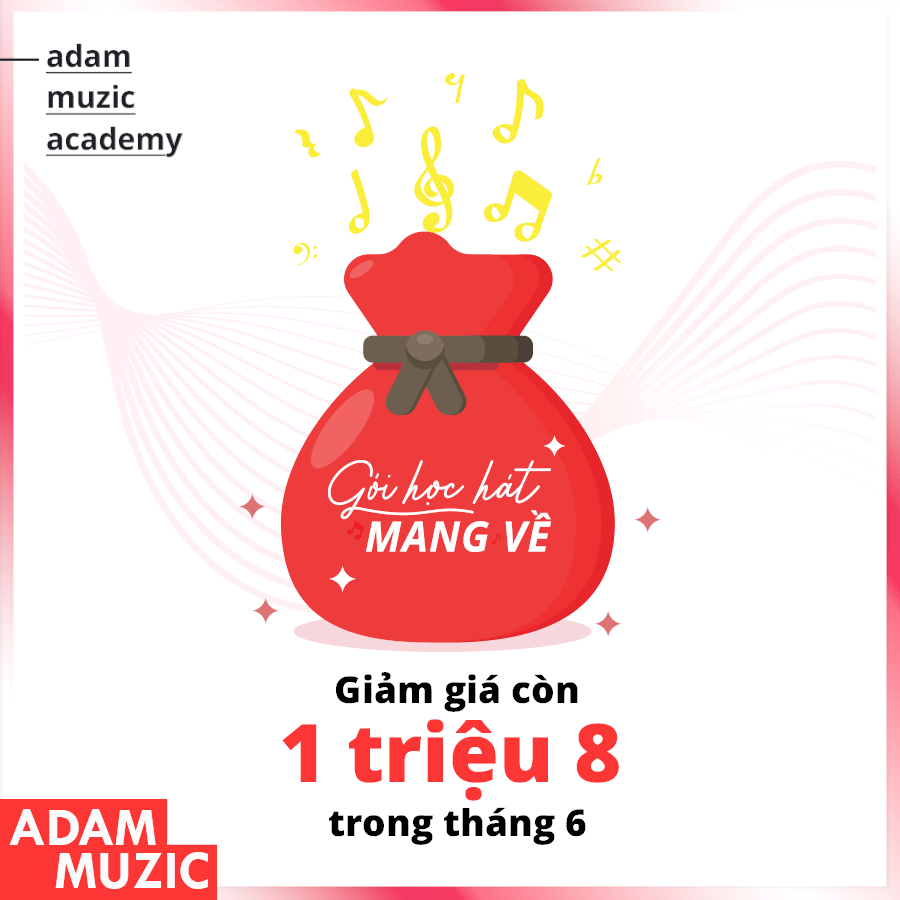 adam
muzic
academy
Gói học hát
MANG VỀ
Giảm giá còn
1 triệu 8
trong tháng 6
ADAM
MUZIC